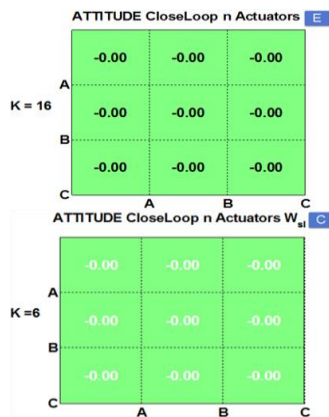 ATTITUDE CloseLoop n Actuators E
-0.00 -0.00 -0.00
A
K = 16 -0.00 -0.00 -0.00
B
-0.00 -0.00 -0.00
C
A B C
ATTITUDE CloseLoop n Actuators W_sl C
-0.00 -0.00 -0.00
A
K =6 -0.00 -0.00 -0.00
B
-0.00 -0.00 -0.00
C
A B C